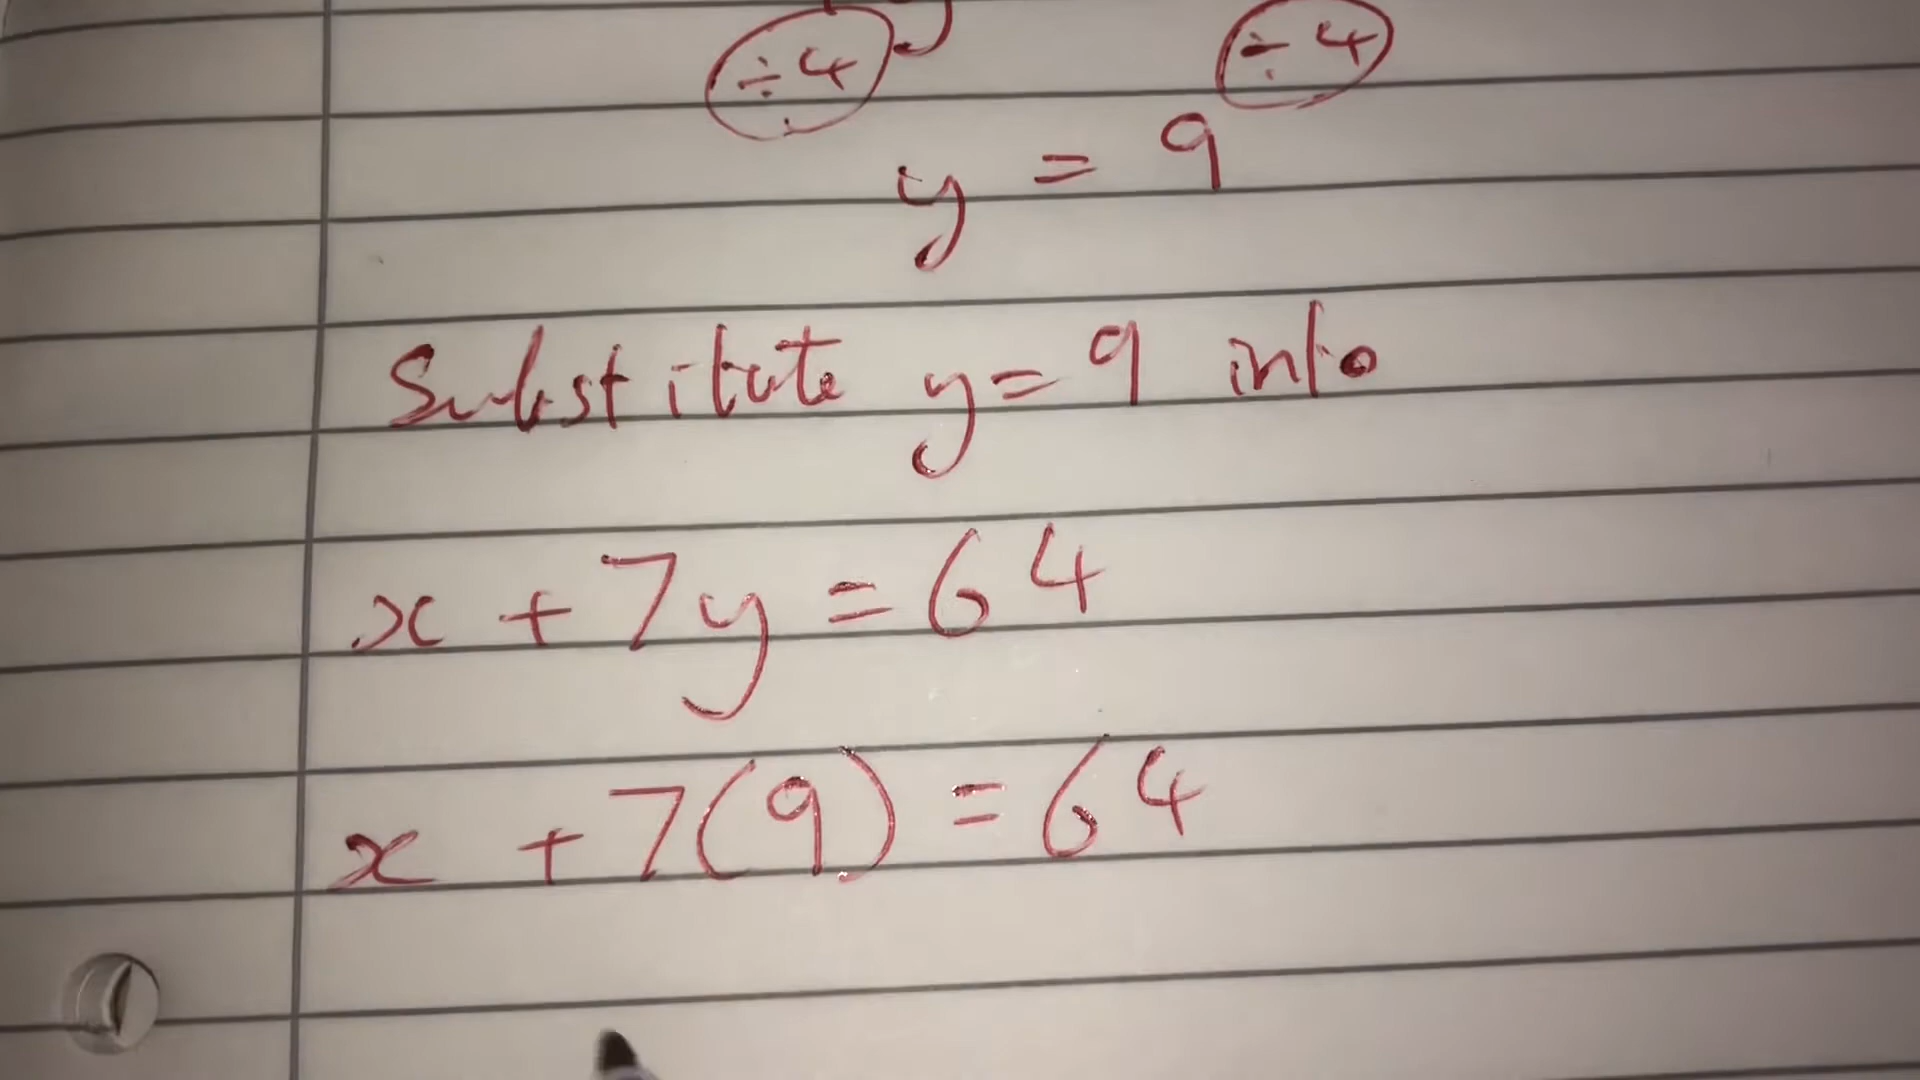 ÷4 ÷4
y = 9
Substitute y=9 into
x + 7y = 64
x + 7(9) = 64